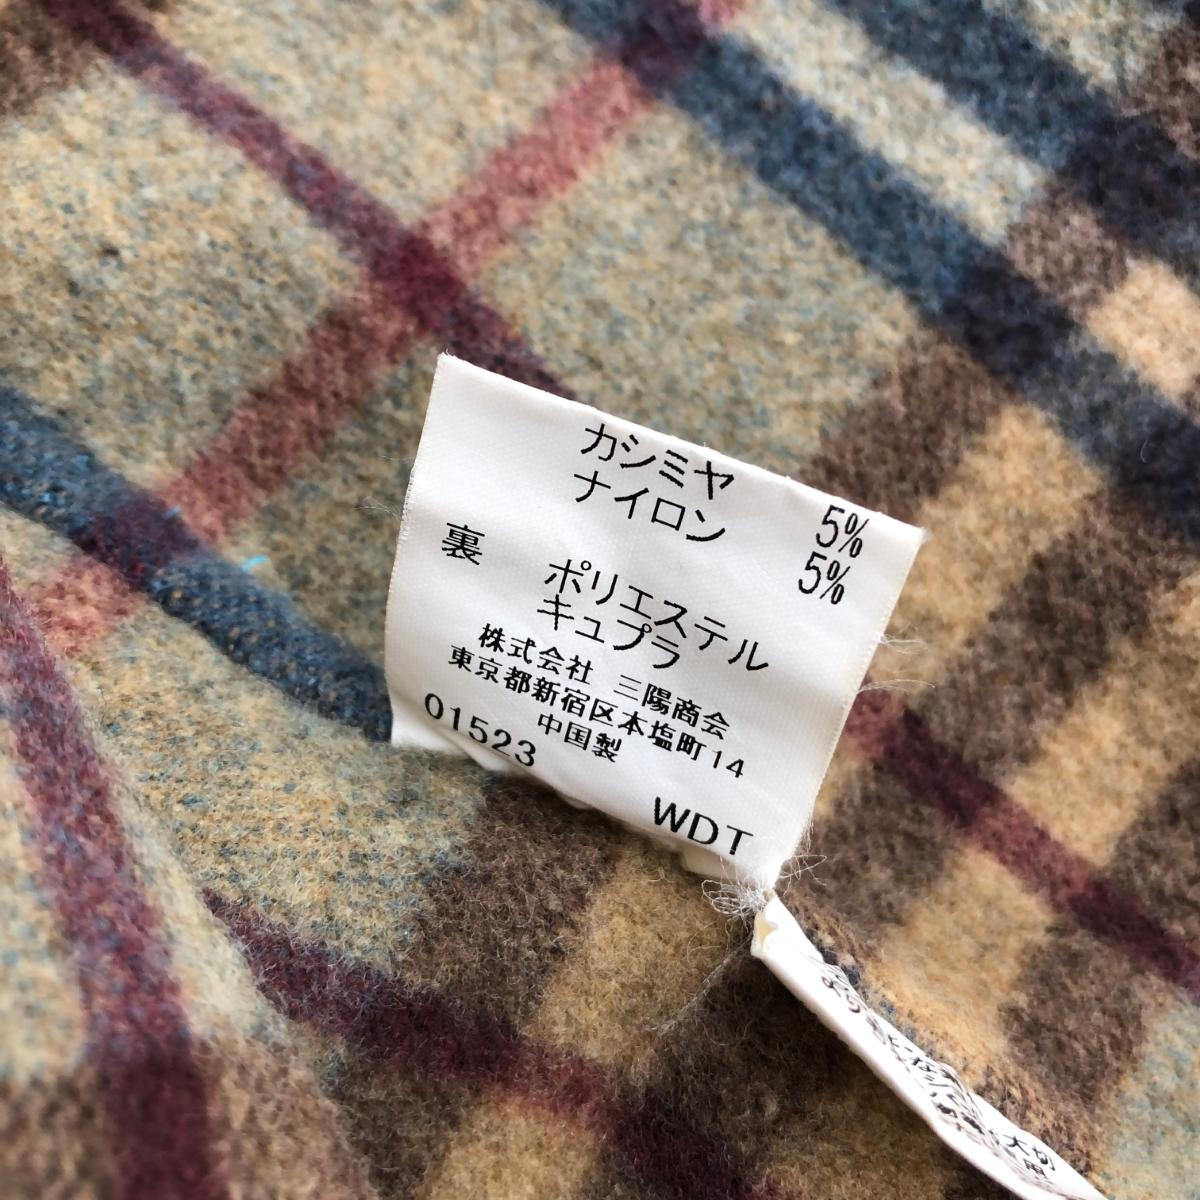 カシミヤ 5%
ナイロン 5%
裏 ポリエステル
キュプラ
株式会社 三陽商会
東京都新宿区本塩町14
中国製
01523
WDT
大切